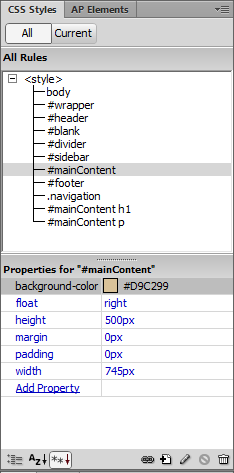 CSS Styles AP Elements
All Current
All Rules
<style>
body
#wrapper
#header
#blank
#divider
#sidebar
#mainContent
#footer
.navigation
#mainContent h1
#mainContent p
Properties for "#mainContent"
background-color #D9C299
float right
height 500px
margin 0px
padding 0px
width 745px
Add Property
Az↓ **↓